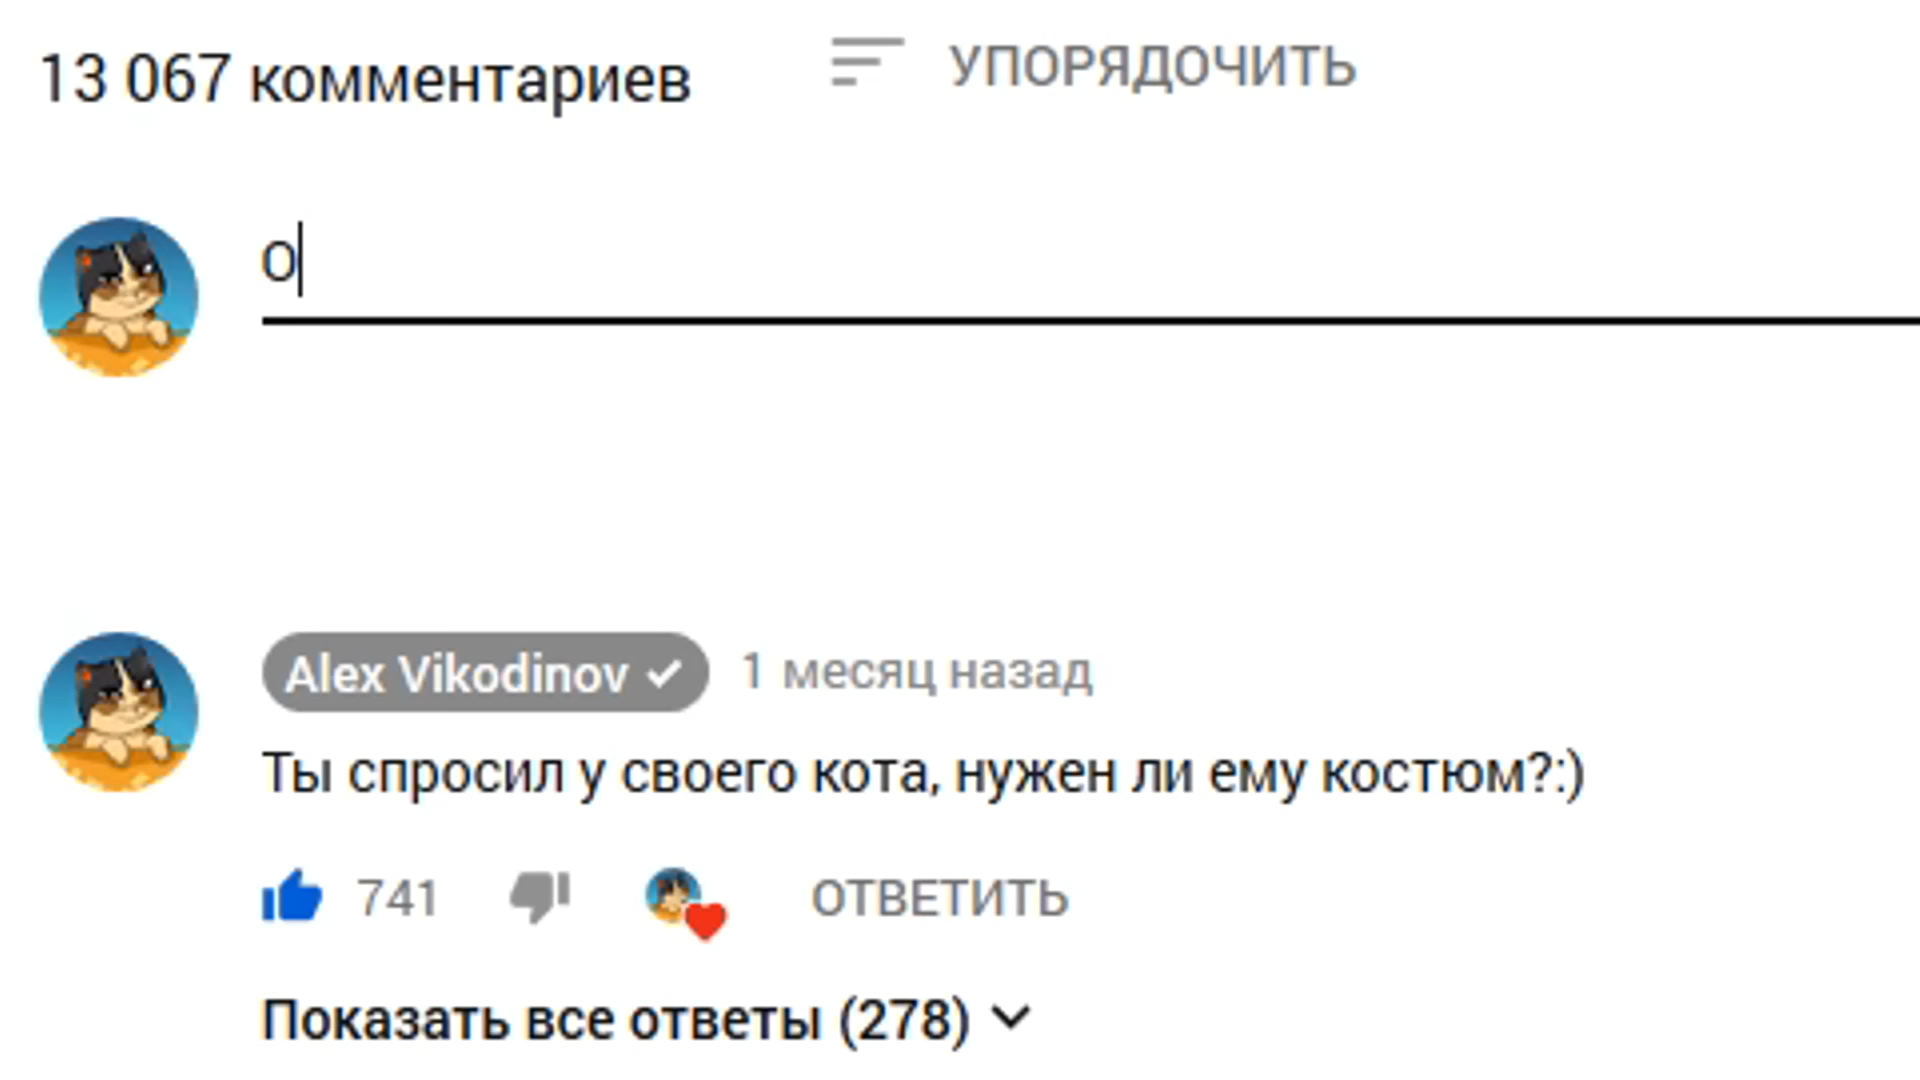 13 067 комментариев УПОРЯДОЧИТЬ
о
Alex Vikodinov 1 месяц назад
Ты спросил у своего кота, нужен ли ему костюм?:)
741 ОТВЕТИТЬ
Показать все ответы (278)